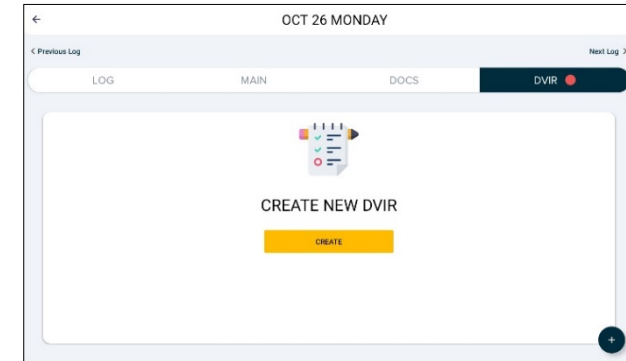 OCT 26 MONDAY
< Previous Log
Next Log >
LOG MAIN DOCS DVIR
CREATE NEW DVIR
CREATE
+